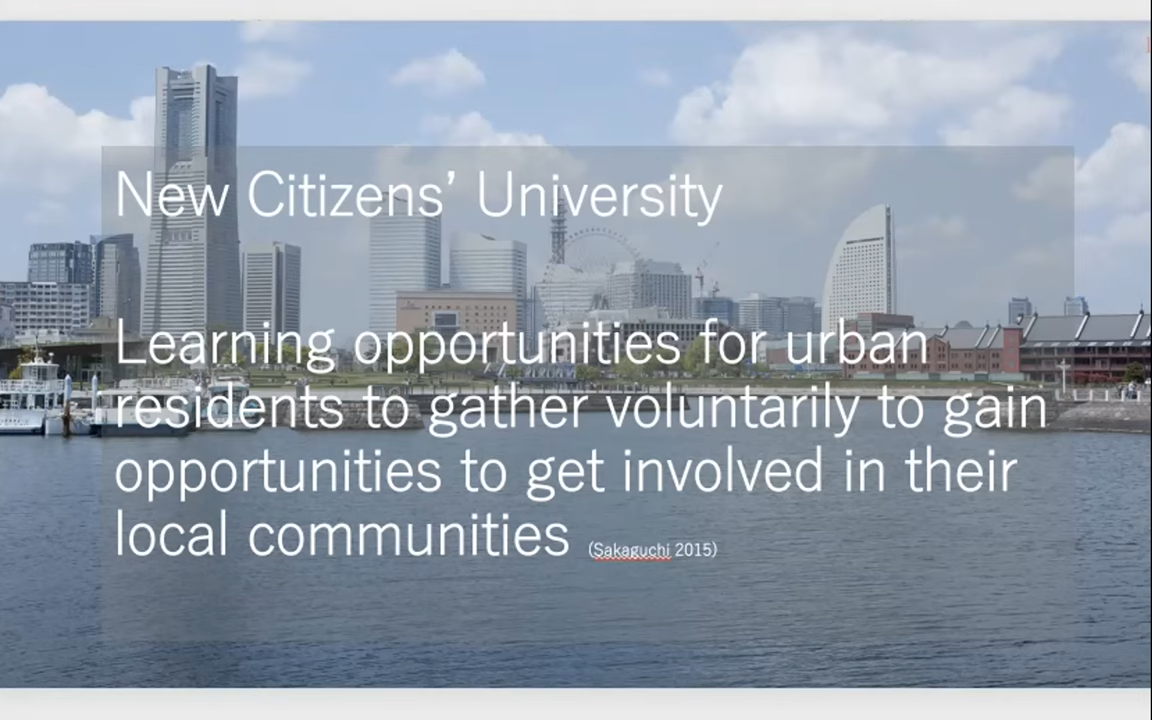 New Citizens’ University
Learning opportunities for urban
residents to gather voluntarily to gain
opportunities to get involved in their
local communities (Sakaguchi 2015)